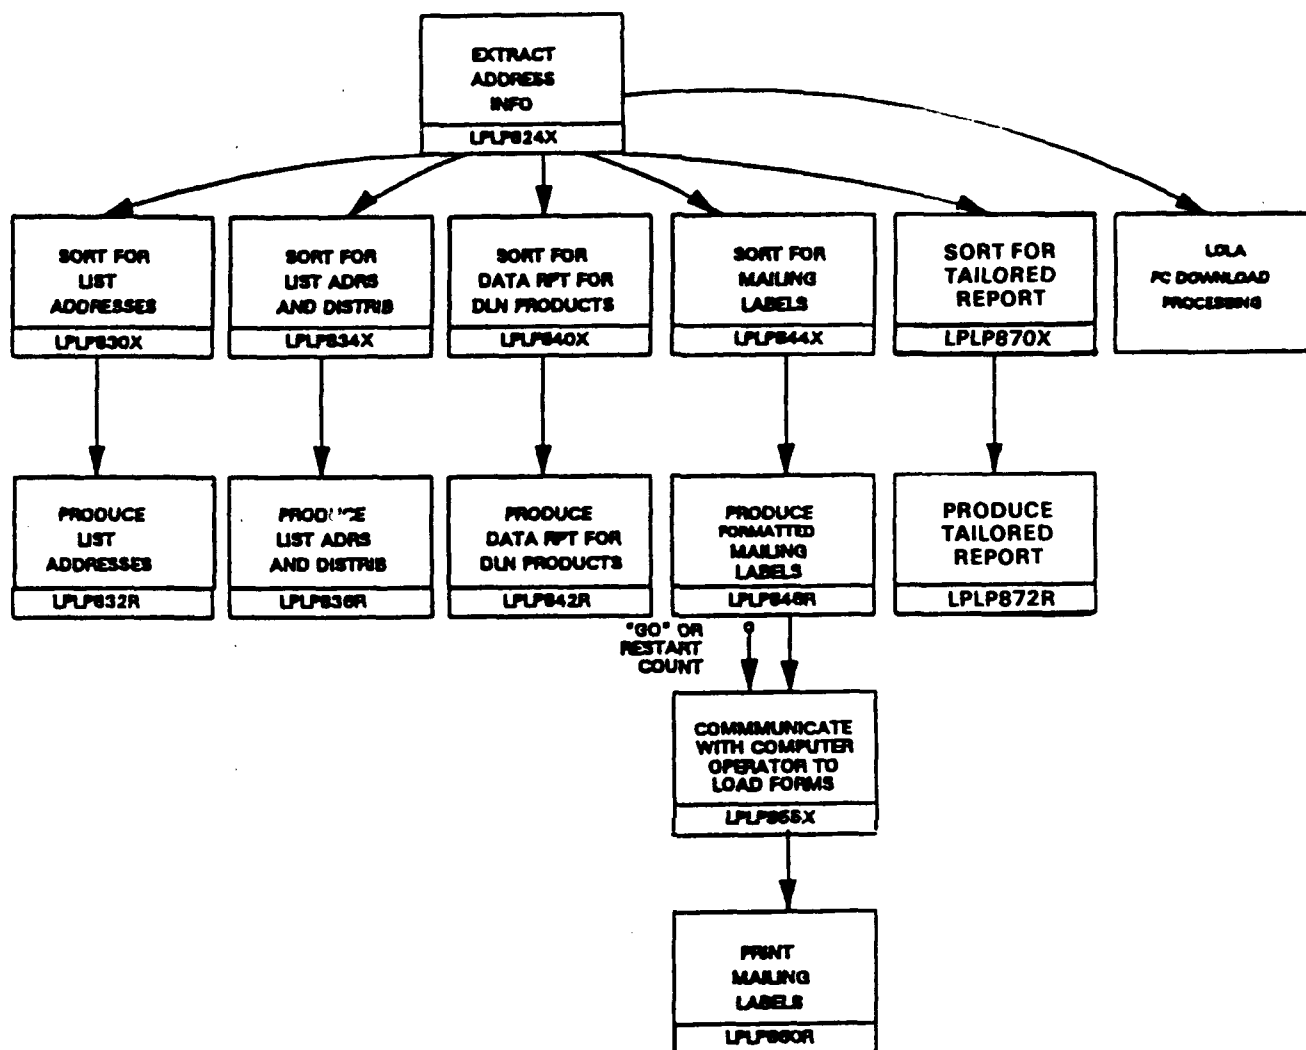 EXTRACT
ADDRESS
INFO
LPLP824X
SORT FOR
LIST
ADDRESSES
LPLP830X
SORT FOR
LIST ADRS
AND DISTRIB
LPLP834X
SORT FOR
DATA RPT FOR
DLN PRODUCTS
LPLP840X
SORT FOR
MAILING
LABELS
LPLP844X
SORT FOR
TAILORED
REPORT
LPLP870X
LOLA
PC DOWNLOAD
PROCESSING
PRODUCE
LIST
ADDRESSES
LPLP832R
PRODUCE
LIST ADRS
AND DISTRIB
LPLP836R
PRODUCE
DATA RPT FOR
DLN PRODUCTS
LPLP842R
PRODUCE
FORMATTED
MAILING
LABELS
LPLP846R
PRODUCE
TAILORED
REPORT
LPLP872R
"GO" OR
RESTART
COUNT
COMMMUNICATE
WITH COMPUTER
OPERATOR TO
LOAD FORMS
PRINT
MAILING
LABELS